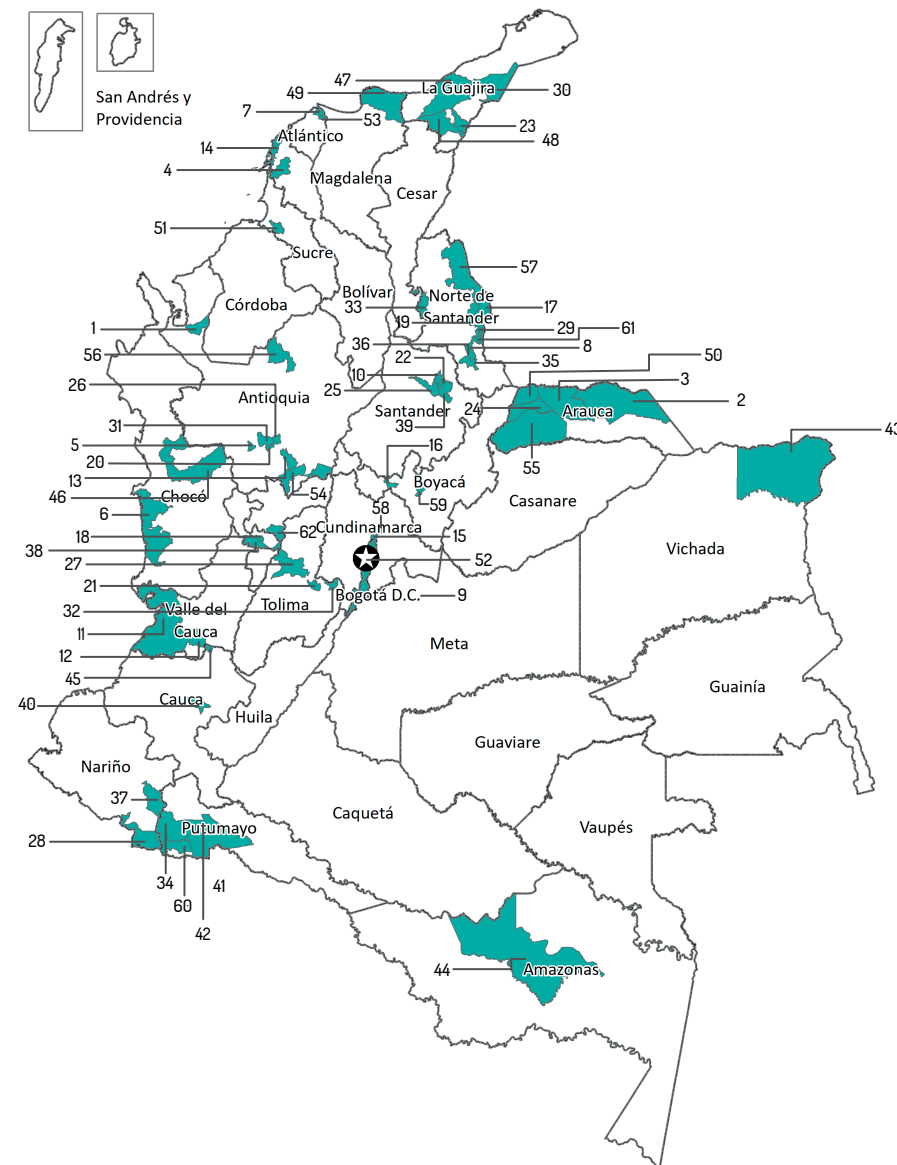 47
La Guajira
49
30
San Andrés y
Providencia
7
53
23
Atlántico
14
48
4
Magdalena
Cesar
51
Sucre
57
Bolívar
Norte de
Córdoba
33
17
Santander
19
1
29
61
36
8
56
22
35
50
10
26
3
25
Antioquia
2
Santander
24
Arauca
39
31
43
5
16
20
55
13
Boyacá
46
Chocó
54
Casanare
59
6
58
Cundinamarca
18
62
15
38
Vichada
27
52
21
Bogotá D.C.
9
32
Valle del
Tolima
11
Cauca
Meta
12
45
Guainía
40
Cauca
Huila
Guaviare
Nariño
37
Caquetá
Putumayo
Vaupés
28
34
41
60
42
44
Amazonas